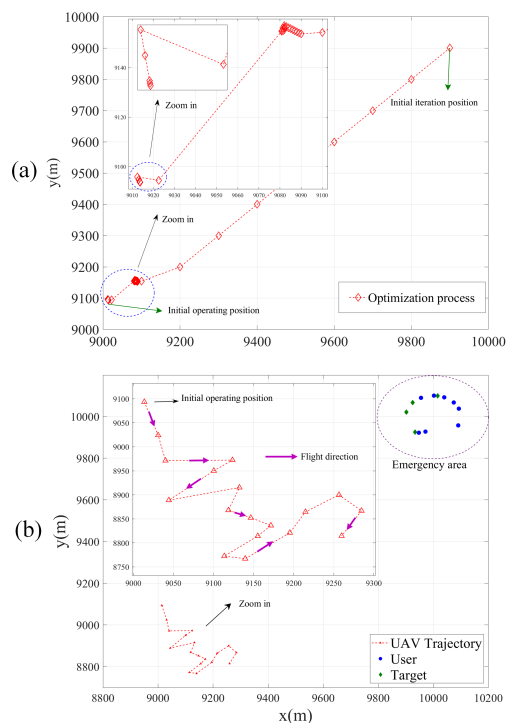 (a)
y(m)
10000
9900
9800
9700
9600
9500
9400
9300
9200
9100
9000
9140
9120
9100
9010 9020 9030 9040 9050 9060 9070 9080 9090 9100
Zoom in
Initial iteration position
Zoom in
Initial operating position
Optimization process
9000 9200 9400 9600 9800 10000
(b)
y(m)
10000
9800
9600
9400
9200
9000
8800
9100
9050
9000
8950
8900
8850
8800
8750
9000 9050 9100 9150 9200 9250 9300
Initial operating position
Flight direction
Emergency area
Zoom in
UAV Trajectory
User
Target
8800 9000 9200 9400 9600 9800 10000 10200
x(m)